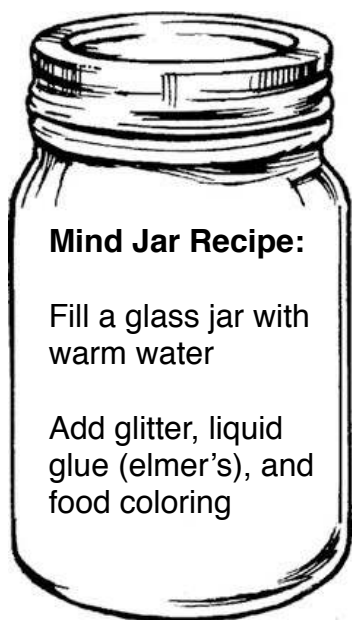 Mind Jar Recipe:
Fill a glass jar with
warm water
Add glitter, liquid
glue (elmer’s), and
food coloring